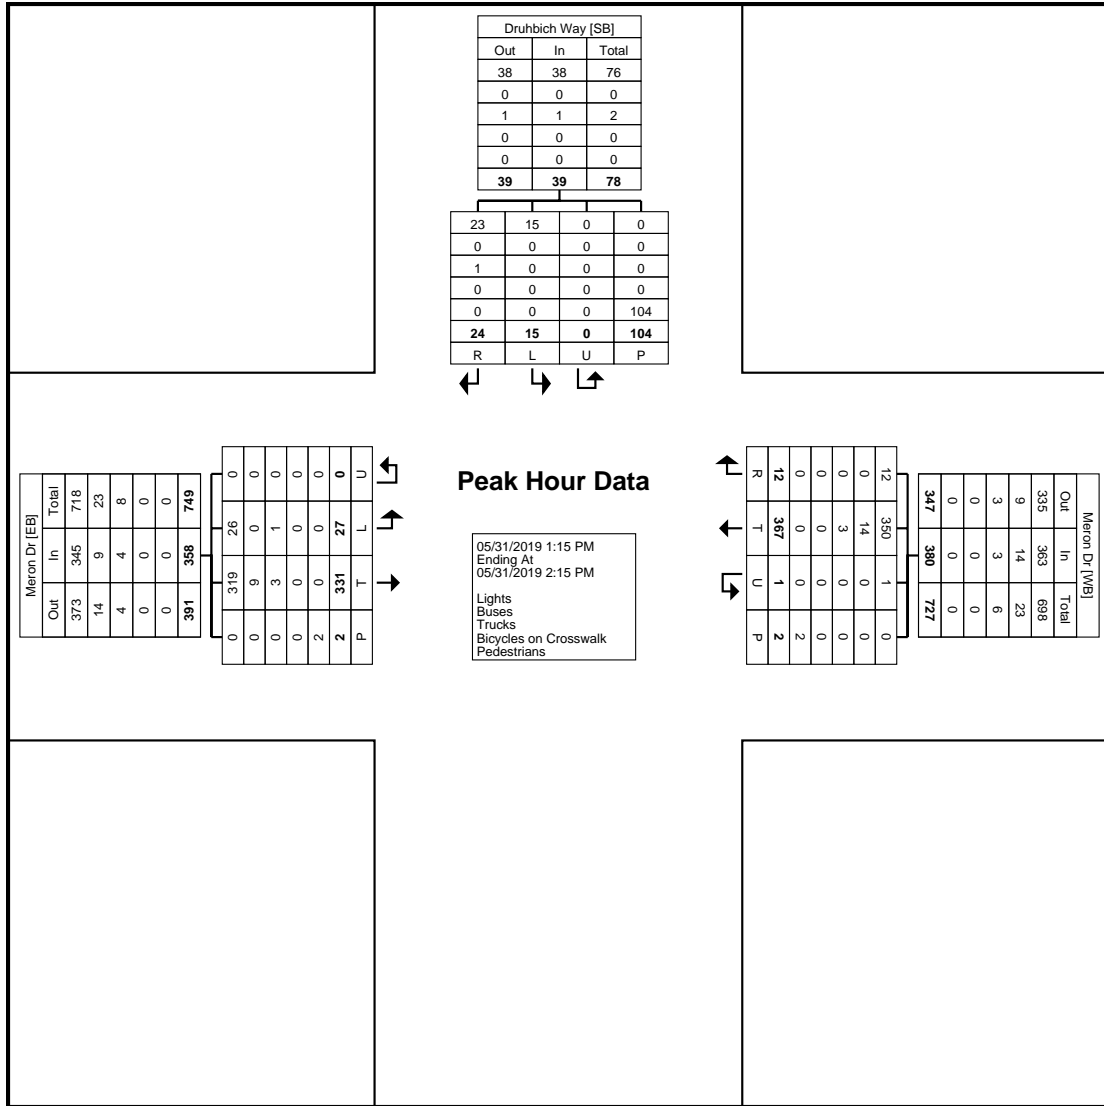 Druhbich Way [SB]
Out In Total
38 38 76
0 0 0
1 1 2
0 0 0
0 0 0
39 39 78
23 15 0 0
0 0 0 0
1 0 0 0
0 0 0 0
0 0 0 104
24 15 0 104
R L U P
Meron Dr [EB]
Total In Out
718 345 373
23 9 14
8 4 4
0 0 0
0 0 0
749 358 391
0 26 319 0
0 0 9 0
0 1 3 0
0 0 0 0
0 0 0 2
0 27 331 2
U L T P
Peak Hour Data
05/31/2019 1:15 PM
Ending At
05/31/2019 2:15 PM
Lights
Buses
Trucks
Bicycles on Crosswalk
Pedestrians
Meron Dr [WB]
Out In Total
335 363 698
9 14 23
3 3 6
0 0 0
0 0 0
347 380 727
12 350 1 0
0 14 0 0
0 3 0 0
0 0 0 0
0 0 0 2
12 367 1 2
R T U P